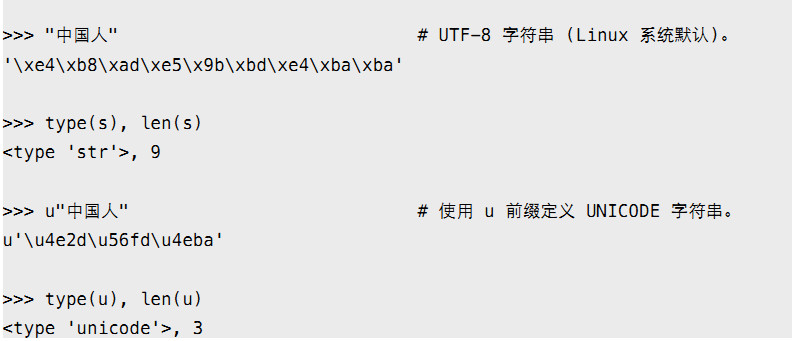 >>> "中国人" # UTF-8 字符串 (Linux 系统默认)。
'\xe4\xb8\xad\xe5\x9b\xbd\xe4\xba\xba'
>>> type(s), len(s)
<type 'str'>, 9
>>> u"中国人" # 使用 u 前缀定义 UNICODE 字符串。
u'\u4e2d\u56fd\u4eba'
>>> type(u), len(u)
<type 'unicode'>, 3